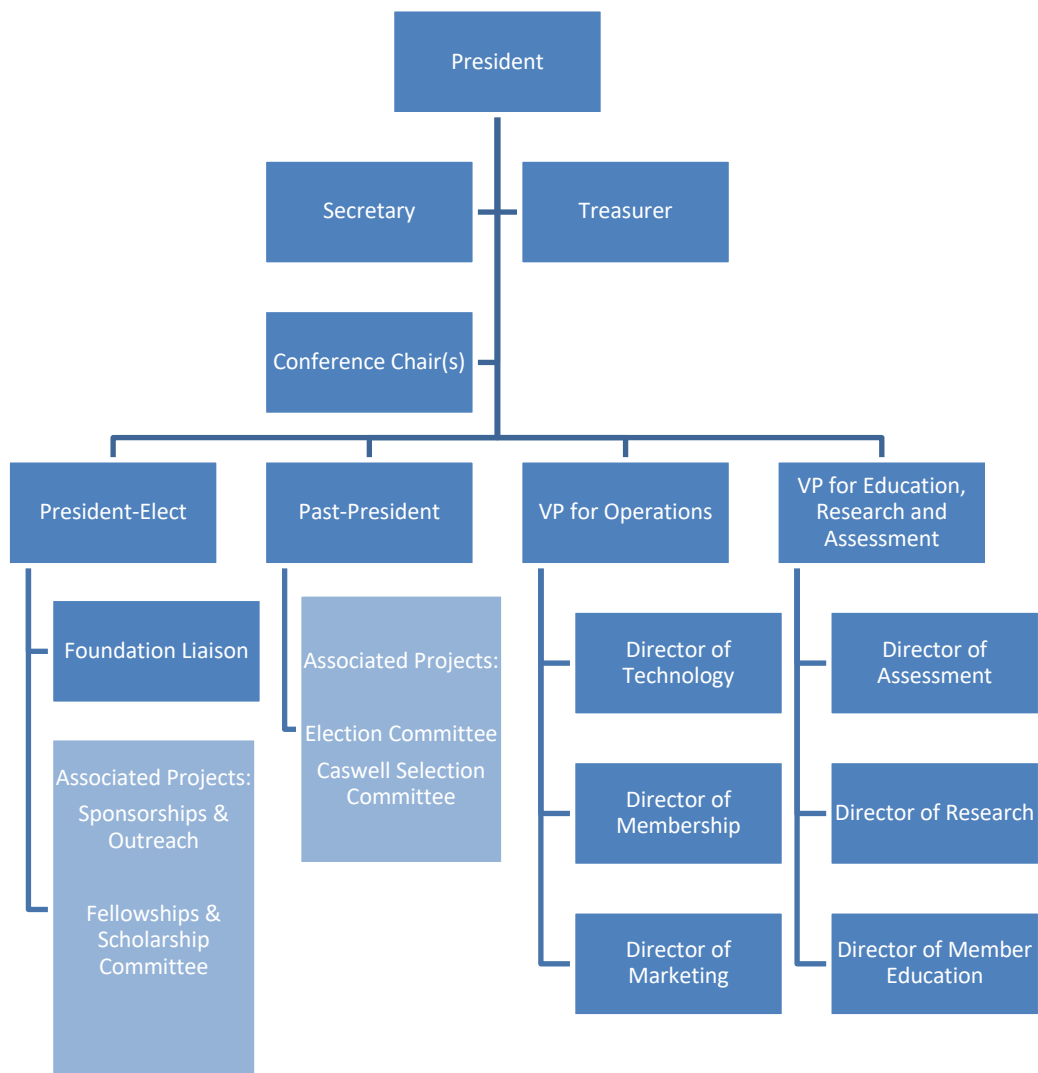 President
Secretary
Treasurer
Conference Chair(s)
President-Elect
Past-President
VP for Operations
VP for Education,
Research and
Assessment
Foundation Liaison
Associated Projects:
Sponsorships &
Outreach
Fellowships &
Scholarship
Committee
Associated Projects:
Election Committee
Caswell Selection
Committee
Director of
Technology
Director of
Membership
Director of
Marketing
Director of
Assessment
Director of Research
Director of Member
Education